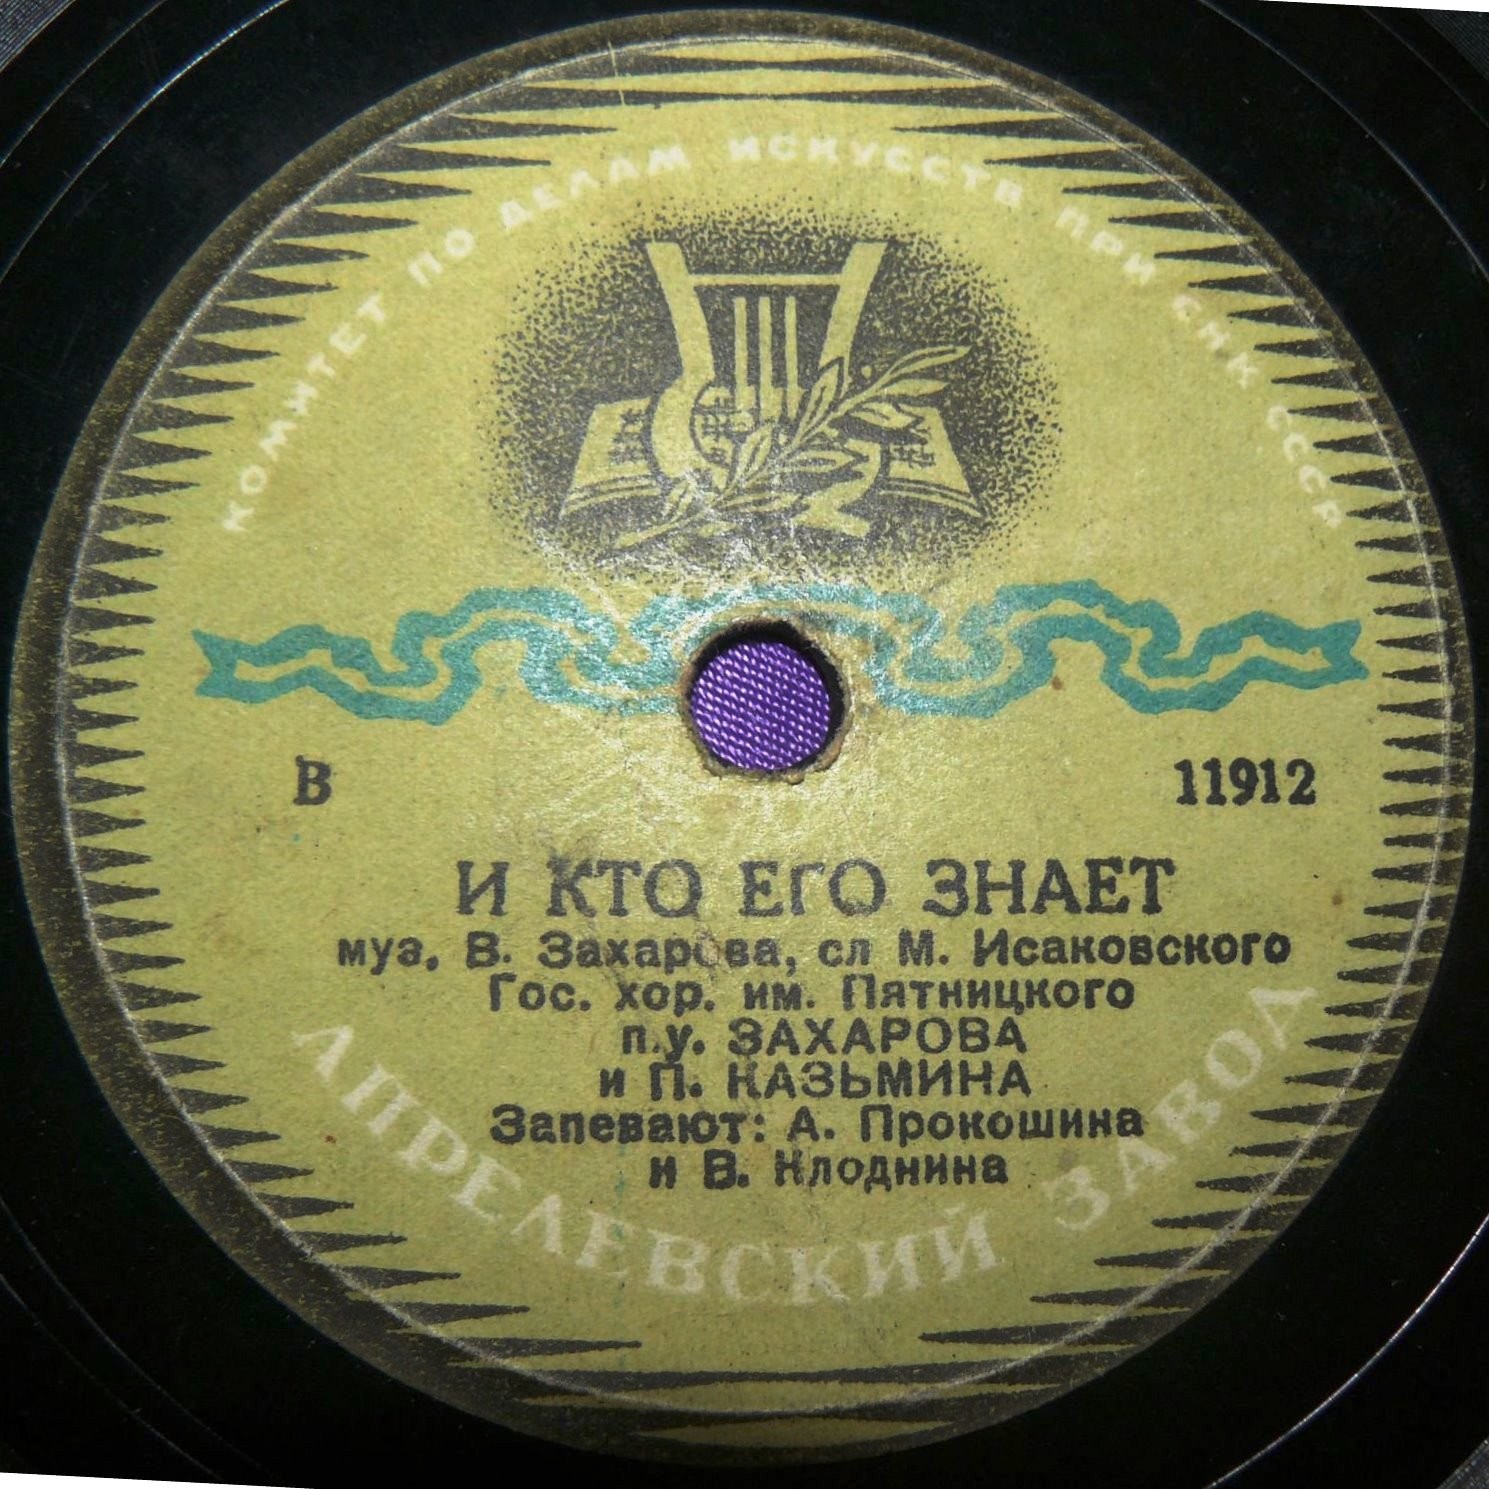 КОМИТЕТ ПО ДЕЛАМ ИСКУССТВ ПРИ СНК СССР
В 11912
И КТО ЕГО ЗНАЕТ
муз. В. Захарова, сл М. Исаковского
Гос. хор. им. Пятницкого
п.у. ЗАХАРОВА
и П. КАЗЬМИНА
Запевают: А. Прокошина
и В. Клоднина
АПРЕЛЕВСКИЙ ЗАВОД